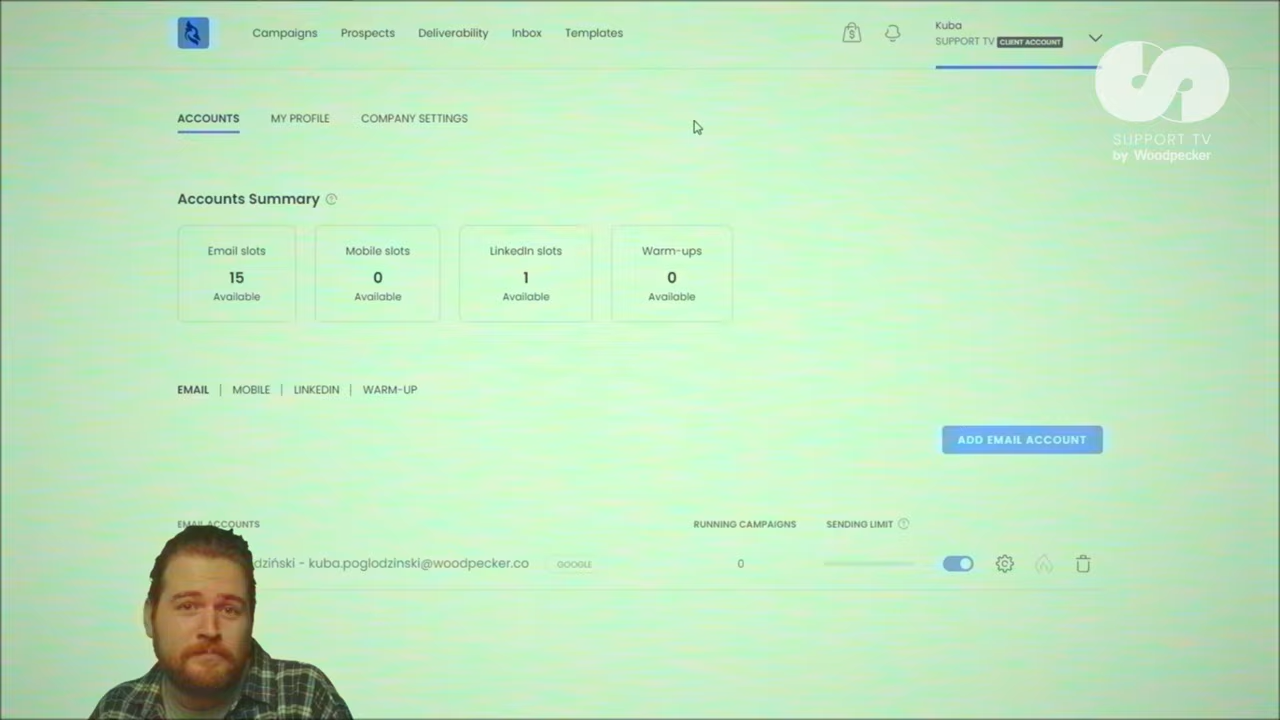 Campaigns Prospects Deliverability Inbox Templates
Kuba
SUPPORT TV CLIENT ACCOUNT
SUPPORT TV
by Woodpecker
ACCOUNTS MY PROFILE COMPANY SETTINGS
Accounts Summary
Email slots
15
Available
Mobile slots
0
Available
LinkedIn slots
1
Available
Warm-ups
0
Available
EMAIL | MOBILE | LINKEDIN | WARM-UP
ADD EMAIL ACCOUNT
EMAIL ACCOUNTS RUNNING CAMPAIGNS SENDING LIMIT
dziński - kuba.poglodzinski@woodpecker.co GOOGLE 0